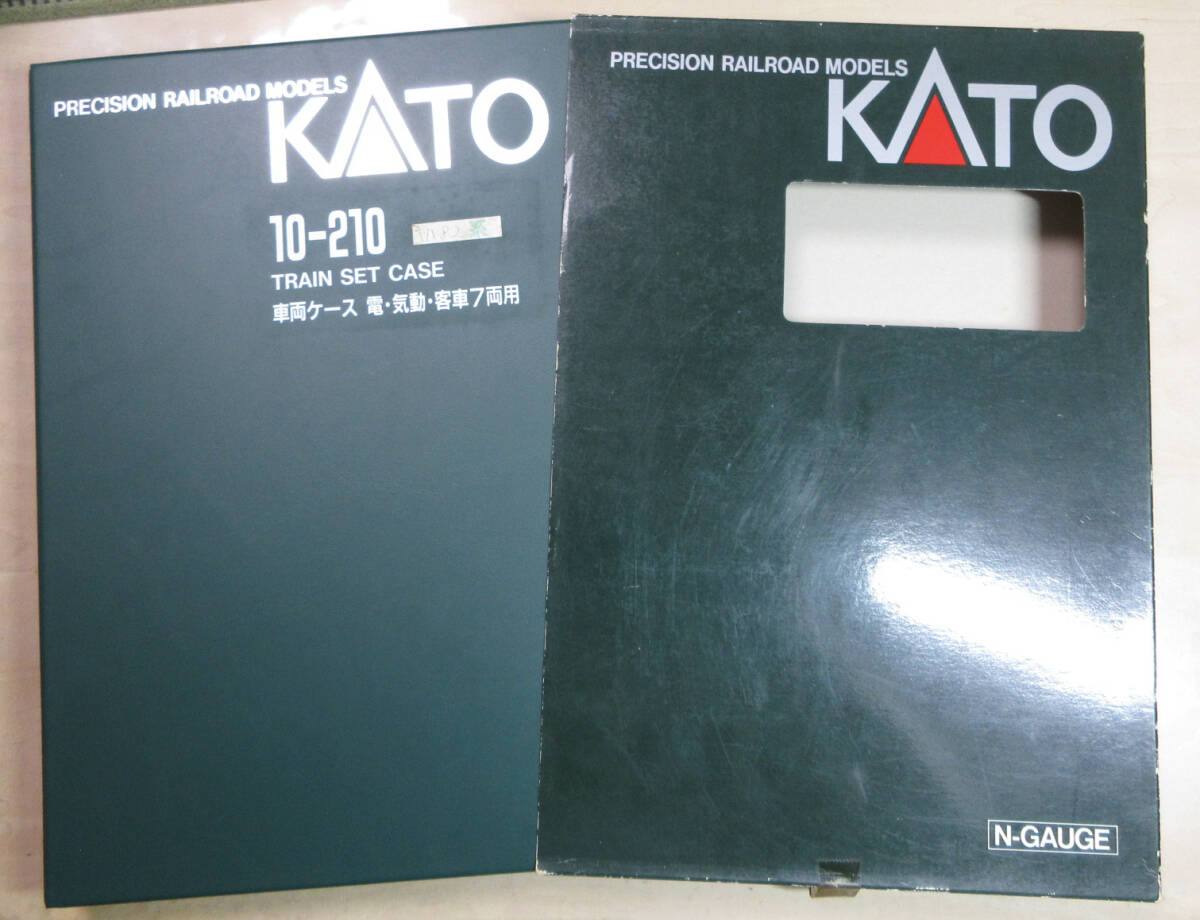 PRECISION RAILROAD MODELS
KATO
10-210
系
TRAIN SET CASE
車両ケース 電・気動・客車7両用
PRECISION RAILROAD MODELS
KATO
N-GAUGE